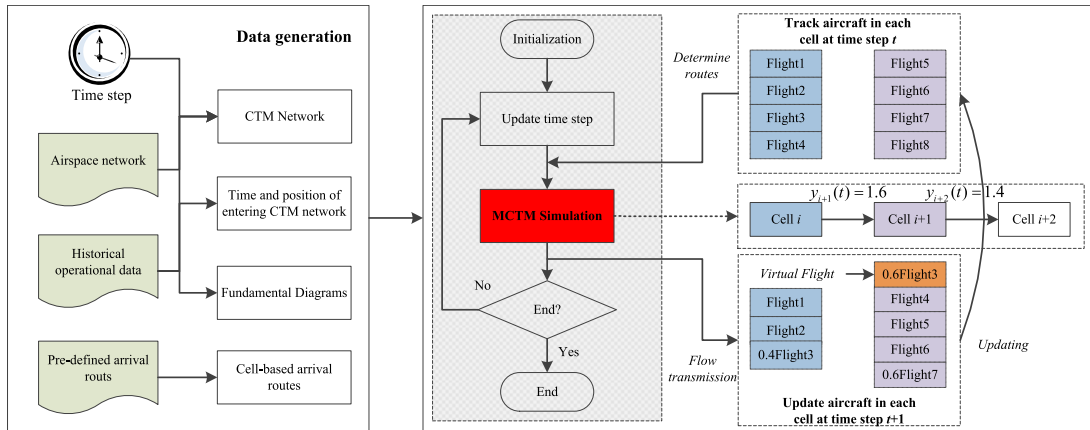 Data generation
Time step
Airspace network
Historical
operational data
Pre-defined arrival
routs
CTM Network
Time and position of
entering CTM network
Fundamental Diagrams
Cell-based arrival
routes
Initialization
Update time step
MCTM Simulation
No
End?
Yes
End
Determine
routes
Flow
transmission
Track aircraft in each
cell at time step t
Flight1
Flight2
Flight3
Flight4
Flight5
Flight6
Flight7
Flight8
y_{i+1}(t) = 1.6
y_{i+2}(t) = 1.4
Cell i
Cell i+1
Cell i+2
Virtual Flight
Flight1
Flight2
0.4Flight3
0.6Flight3
Flight4
Flight5
Flight6
0.6Flight7
Updating
Update aircraft in each
cell at time step t+1